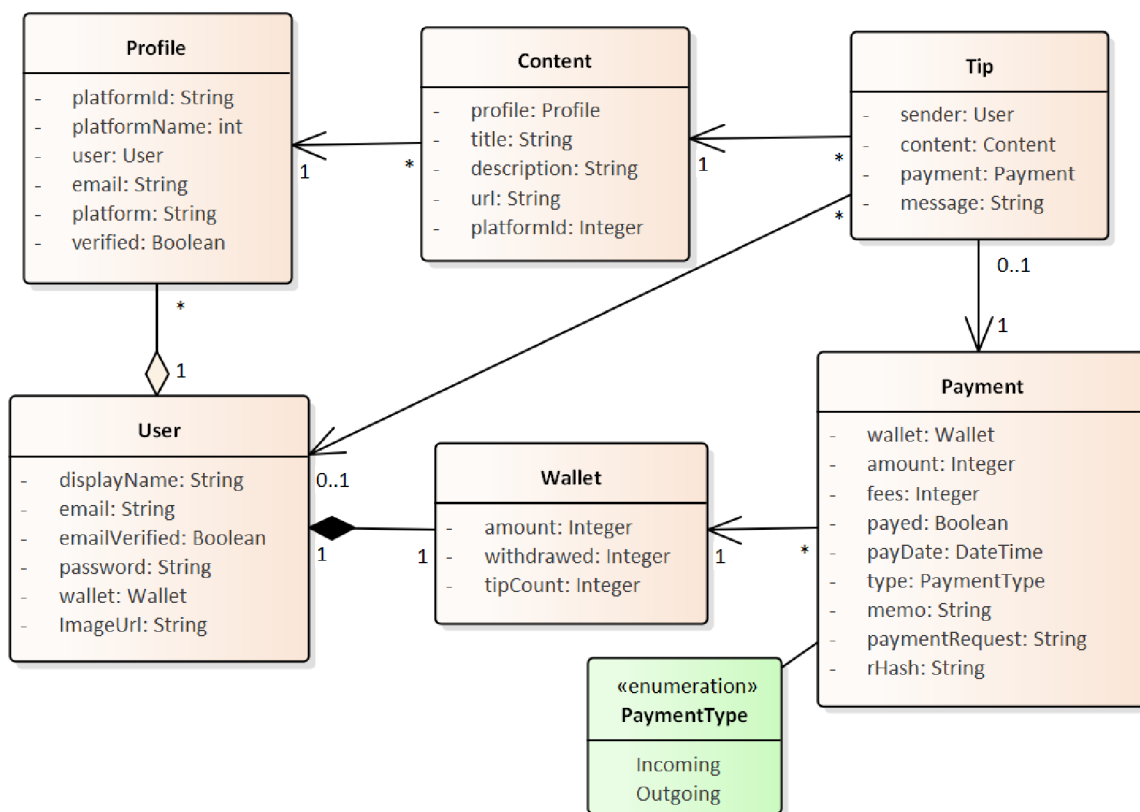 Profile
- platformId: String
- platformName: int
- user: User
- email: String
- platform: String
- verified: Boolean
1
*
Content
- profile: Profile
- title: String
- description: String
- url: String
- platformId: Integer
1
*
Tip
- sender: User
- content: Content
- payment: Payment
- message: String
*
0..1
1
*
1
User
- displayName: String
- email: String
- emailVerified: Boolean
- password: String
- wallet: Wallet
- ImageUrl: String
0..1
1
1
Wallet
- amount: Integer
- withdrawed: Integer
- tipCount: Integer
1
*
Payment
- wallet: Wallet
- amount: Integer
- fees: Integer
- payed: Boolean
- payDate: DateTime
- type: PaymentType
- memo: String
- paymentRequest: String
- rHash: String
«enumeration»
PaymentType
Incoming
Outgoing